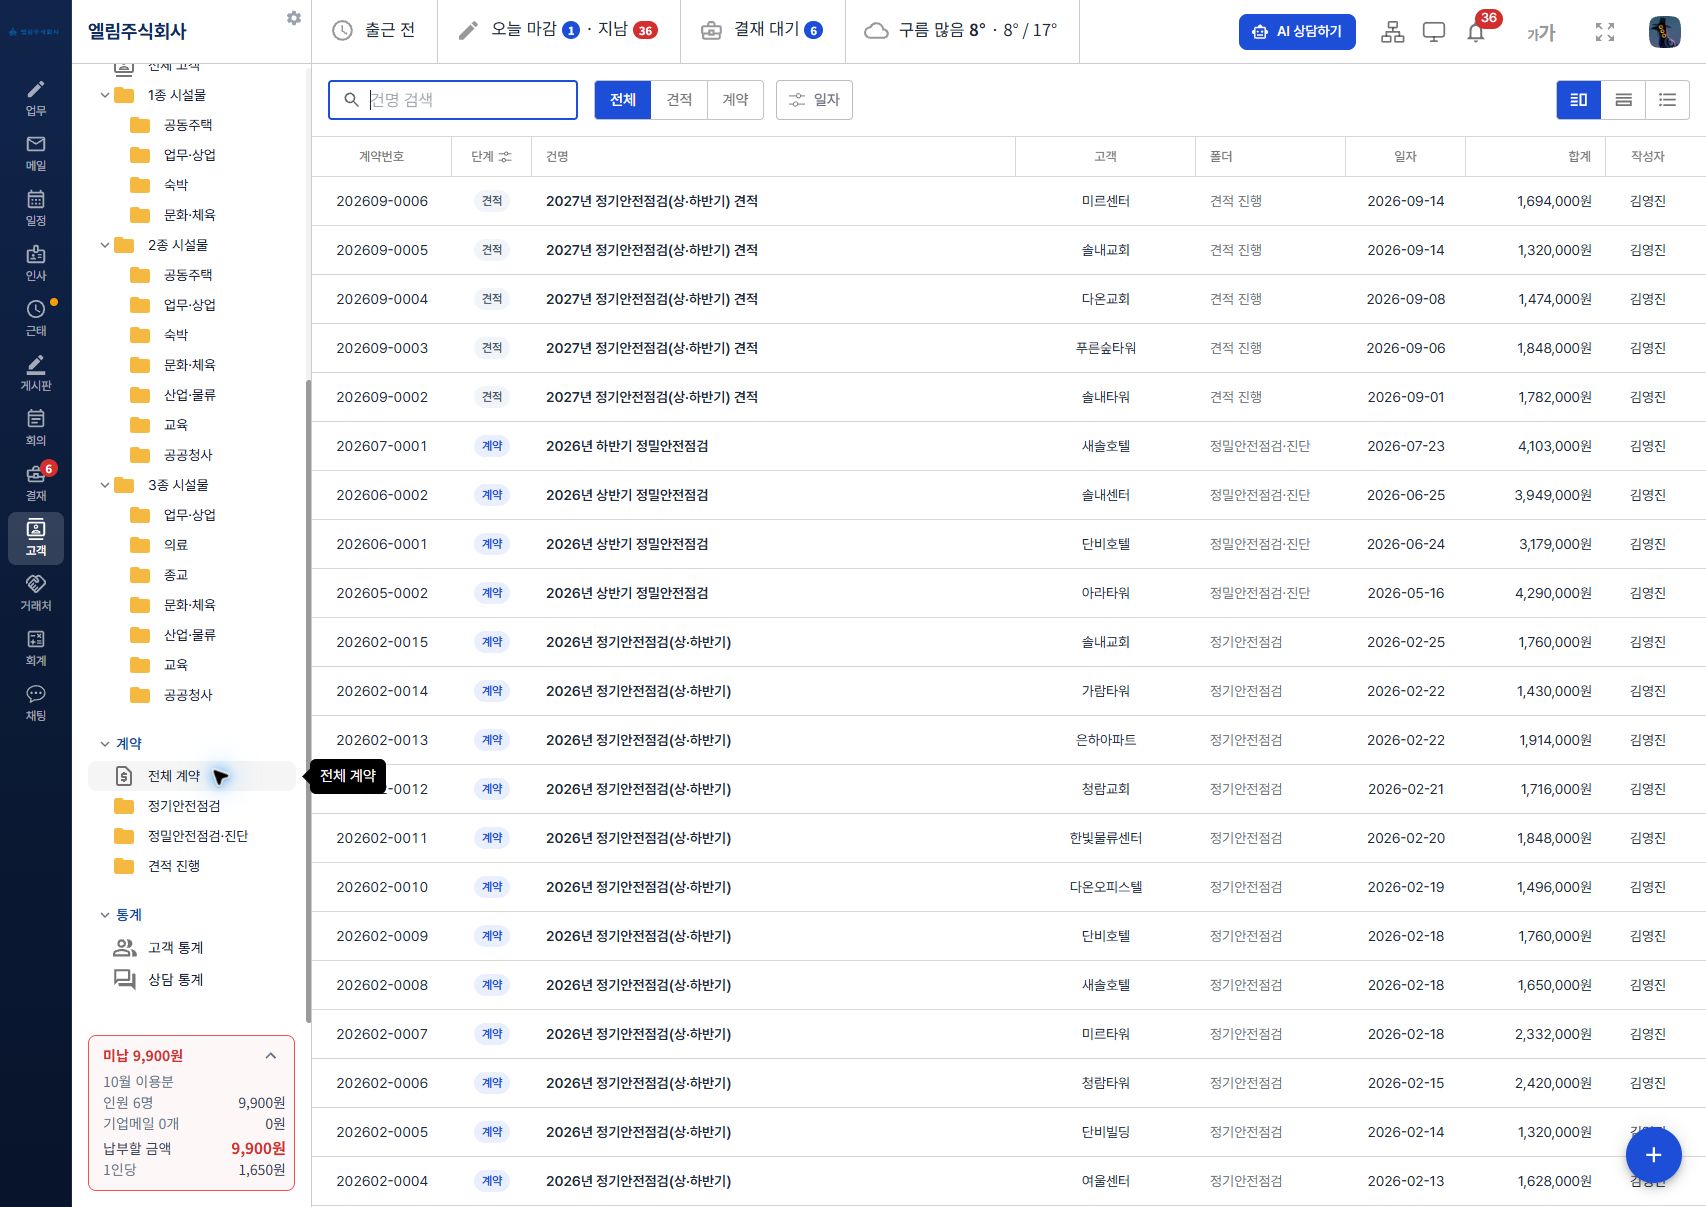 엘림주식회사
엘림주식회사
출근 전
오늘 마감 1 · 지남 36
결재 대기 6
구름 많음 8° · 8° / 17°
AI 상담하기
36
가가
업무
메일
일정
인사
근태
게시판
회의
6
결재
고객
거래처
회계
채팅
전체 고객
1종 시설물
공동주택
업무·상업
숙박
문화·체육
2종 시설물
공동주택
업무·상업
숙박
문화·체육
산업·물류
교육
공공청사
3종 시설물
업무·상업
의료
종교
문화·체육
산업·물류
교육
공공청사
계약
전체 계약
정기안전점검
정밀안전점검·진단
견적 진행
통계
고객 통계
상담 통계
미납 9,900원
10월 이용분
인원 6명 9,900원
기업메일 0개 0원
납부할 금액 9,900원
1인당 1,650원
전체 계약
건명 검색
전체 견적 계약 일자
계약번호 단계 건명 고객 폴더 일자 합계 작성자
202609-0006 견적 2027년 정기안전점검(상·하반기) 견적 미르센터 견적 진행 2026-09-14 1,694,000원 김영진
202609-0005 견적 2027년 정기안전점검(상·하반기) 견적 솔내교회 견적 진행 2026-09-14 1,320,000원 김영진
202609-0004 견적 2027년 정기안전점검(상·하반기) 견적 다온교회 견적 진행 2026-09-08 1,474,000원 김영진
202609-0003 견적 2027년 정기안전점검(상·하반기) 견적 푸른숲타워 견적 진행 2026-09-06 1,848,000원 김영진
202609-0002 견적 2027년 정기안전점검(상·하반기) 견적 솔내타워 견적 진행 2026-09-01 1,782,000원 김영진
202607-0001 계약 2026년 하반기 정밀안전점검 새솔호텔 정밀안전점검·진단 2026-07-23 4,103,000원 김영진
202606-0002 계약 2026년 상반기 정밀안전점검 솔내센터 정밀안전점검·진단 2026-06-25 3,949,000원 김영진
202606-0001 계약 2026년 상반기 정밀안전점검 단비호텔 정밀안전점검·진단 2026-06-24 3,179,000원 김영진
202605-0002 계약 2026년 상반기 정밀안전점검 아라타워 정밀안전점검·진단 2026-05-16 4,290,000원 김영진
202602-0015 계약 2026년 정기안전점검(상·하반기) 솔내교회 정기안전점검 2026-02-25 1,760,000원 김영진
202602-0014 계약 2026년 정기안전점검(상·하반기) 가람타워 정기안전점검 2026-02-22 1,430,000원 김영진
202602-0013 계약 2026년 정기안전점검(상·하반기) 은하아파트 정기안전점검 2026-02-22 1,914,000원 김영진
-0012 계약 2026년 정기안전점검(상·하반기) 청람교회 정기안전점검 2026-02-21 1,716,000원 김영진
202602-0011 계약 2026년 정기안전점검(상·하반기) 한빛물류센터 정기안전점검 2026-02-20 1,848,000원 김영진
202602-0010 계약 2026년 정기안전점검(상·하반기) 다온오피스텔 정기안전점검 2026-02-19 1,496,000원 김영진
202602-0009 계약 2026년 정기안전점검(상·하반기) 단비호텔 정기안전점검 2026-02-18 1,760,000원 김영진
202602-0008 계약 2026년 정기안전점검(상·하반기) 새솔호텔 정기안전점검 2026-02-18 1,650,000원 김영진
202602-0007 계약 2026년 정기안전점검(상·하반기) 미르타워 정기안전점검 2026-02-18 2,332,000원 김영진
202602-0006 계약 2026년 정기안전점검(상·하반기) 청람타워 정기안전점검 2026-02-15 2,420,000원 김영진
202602-0005 계약 2026년 정기안전점검(상·하반기) 단비빌딩 정기안전점검 2026-02-14 1,320,000원
202602-0004 계약 2026년 정기안전점검(상·하반기) 여울센터 정기안전점검 2026-02-13 1,628,000원